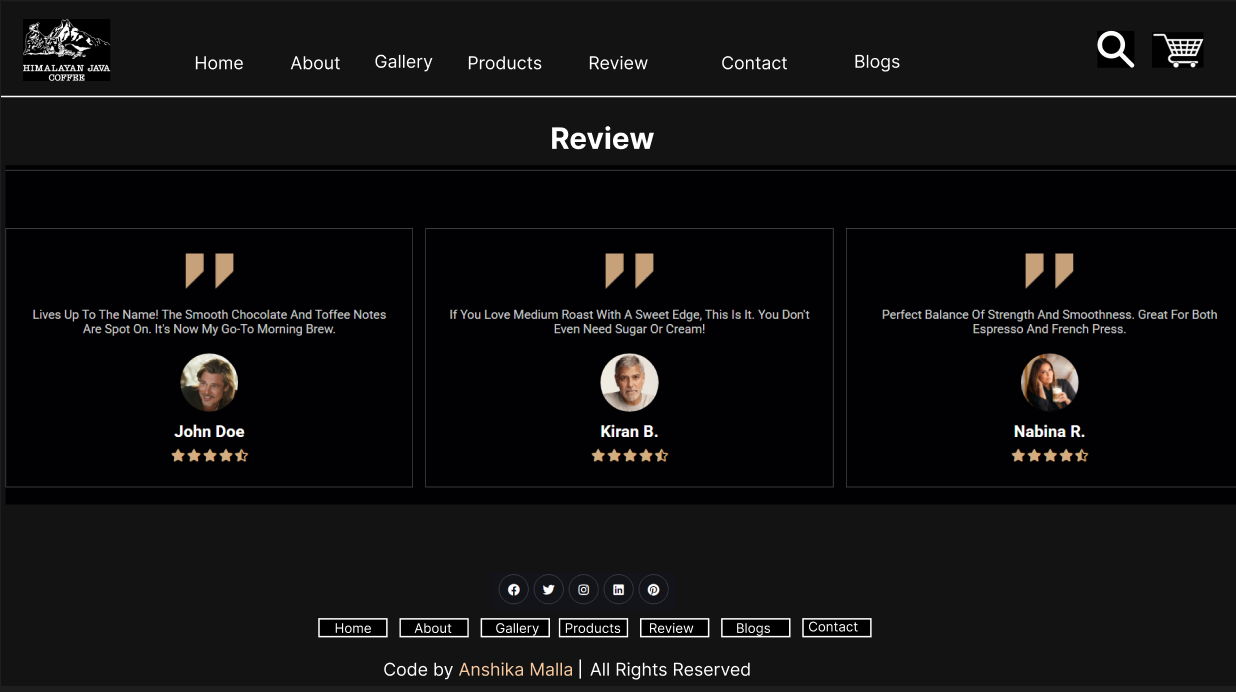 HIMALAYAN JAVA
COFFEE
Home About Gallery Products Review Contact Blogs
Review
Lives Up To The Name! The Smooth Chocolate And Toffee Notes
Are Spot On. It's Now My Go-To Morning Brew.
John Doe
If You Love Medium Roast With A Sweet Edge, This Is It. You Don't
Even Need Sugar Or Cream!
Kiran B.
Perfect Balance Of Strength And Smoothness. Great For Both
Espresso And French Press.
Nabina R.
Home About Gallery Products Review Blogs Contact
Code by Anshika Malla | All Rights Reserved